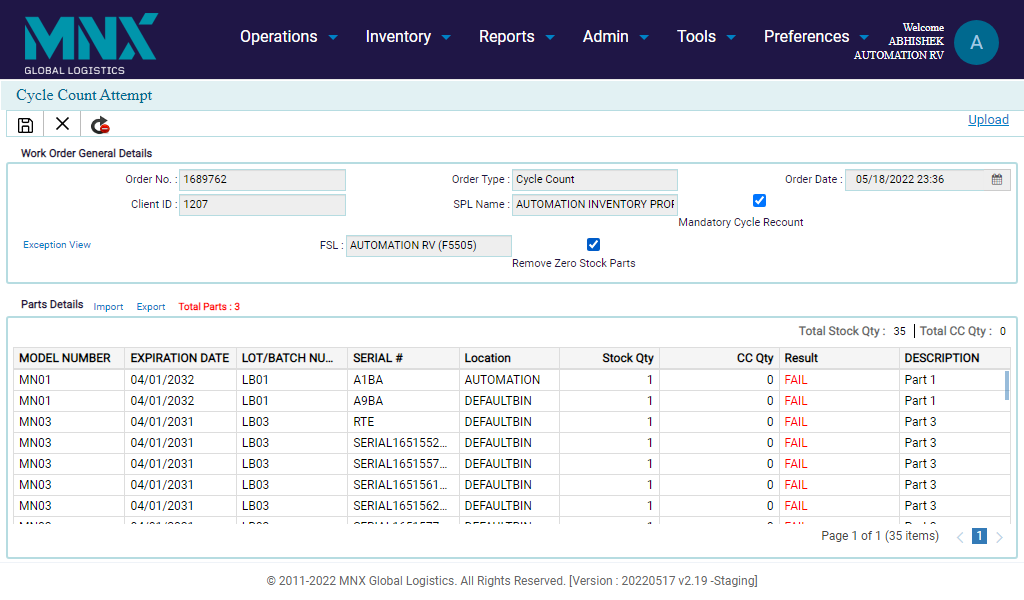 MNX
GLOBAL LOGISTICS
Operations Inventory Reports Admin Tools Preferences
Welcome
ABHISHEK
AUTOMATION RV
A
Cycle Count Attempt
Upload
Work Order General Details
Order No. : 1689762 Order Type : Cycle Count Order Date : 05/18/2022 23:36
Client ID : 1207 SPL Name : AUTOMATION INVENTORY PROF
Mandatory Cycle Recount
Exception View FSL : AUTOMATION RV (F5505)
Remove Zero Stock Parts
Parts Details Import Export Total Parts : 3
Total Stock Qty : 35 Total CC Qty : 0
MODEL NUMBER EXPIRATION DATE LOT/BATCH NU... SERIAL # Location Stock Qty CC Qty Result DESCRIPTION
MN01 04/01/2032 LB01 A1BA AUTOMATION 1 0 FAIL Part 1
MN01 04/01/2032 LB01 A9BA DEFAULTBIN 1 0 FAIL Part 1
MN03 04/01/2031 LB03 RTE DEFAULTBIN 1 0 FAIL Part 3
MN03 04/01/2031 LB03 SERIAL1651552... DEFAULTBIN 1 0 FAIL Part 3
MN03 04/01/2031 LB03 SERIAL1651557... DEFAULTBIN 1 0 FAIL Part 3
MN03 04/01/2031 LB03 SERIAL1651561... DEFAULTBIN 1 0 FAIL Part 3
MN03 04/01/2031 LB03 SERIAL1651562... DEFAULTBIN 1 0 FAIL Part 3
Page 1 of 1 (35 items) 1
© 2011-2022 MNX Global Logistics. All Rights Reserved. [Version : 20220517 v2.19 -Staging]